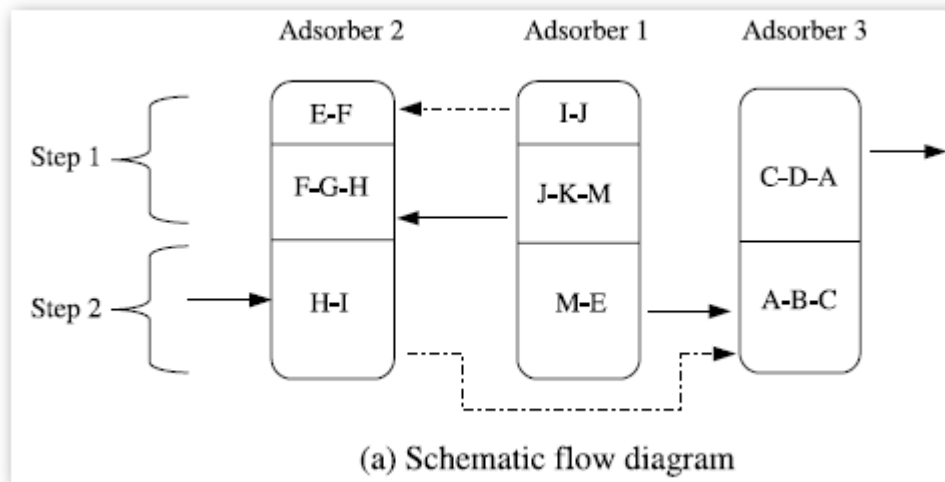 Adsorber 2 Adsorber 1 Adsorber 3
E-F I-J
Step 1
F-G-H J-K-M C-D-A
Step 2
H-I M-E A-B-C
(a) Schematic flow diagram